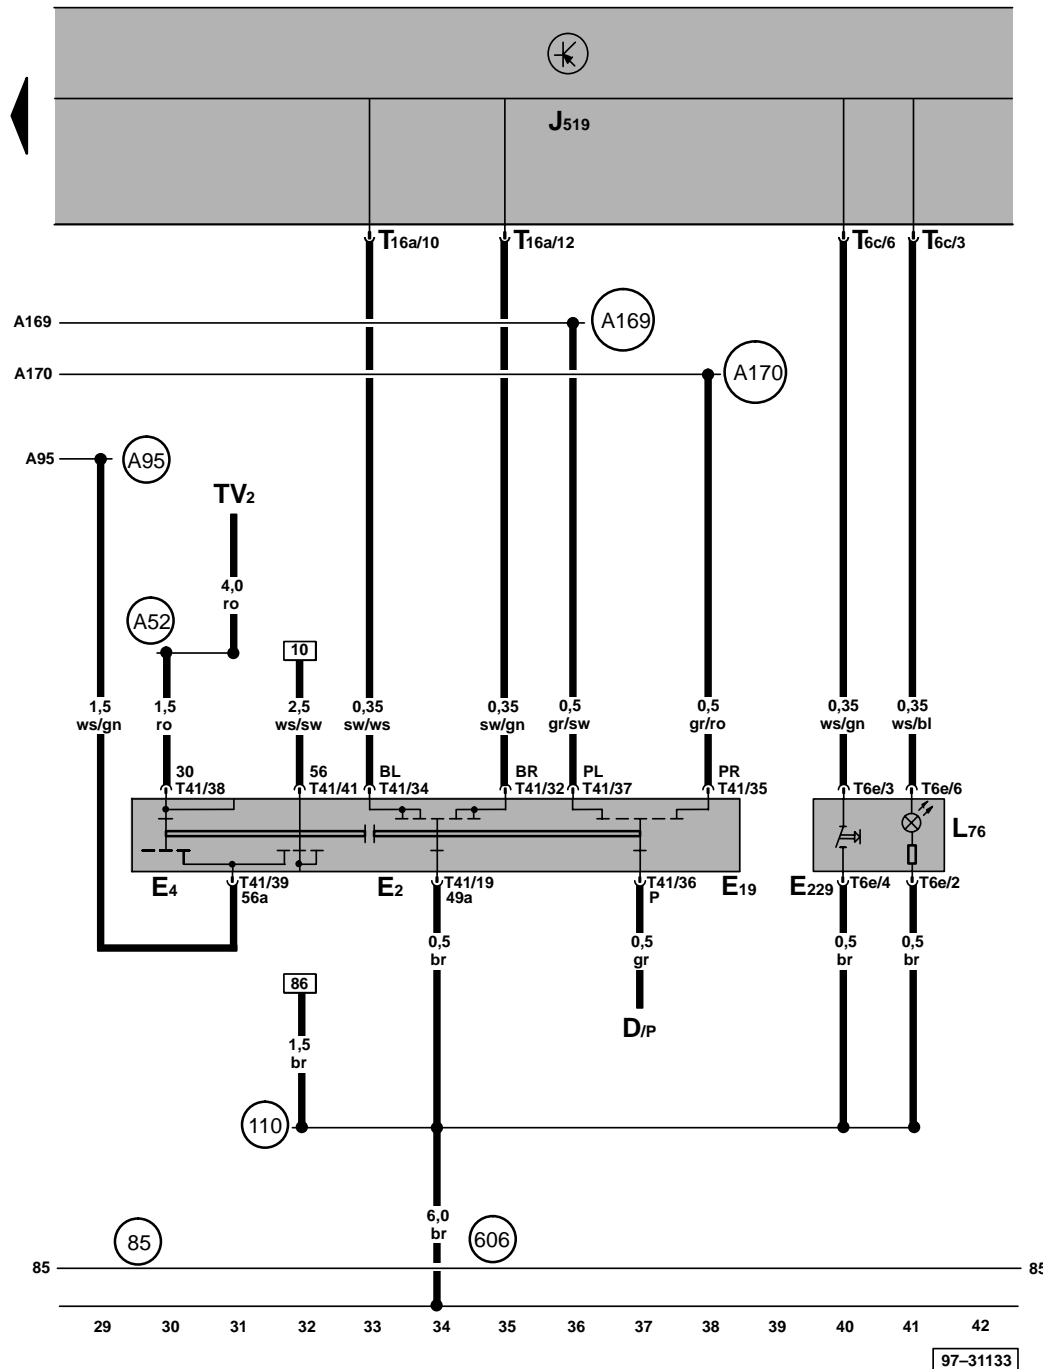 J519
T16a/10 T16a/12 T6c/6 T6c/3
A169 A169
A170 A170
A95 A95
TV2
4,0
ro
A52
10
1,5 1,5 2,5 0,35 0,35 0,5 0,5 0,35 0,35
ws/gn ro ws/sw sw/ws sw/gn gr/sw gr/ro ws/gn ws/bl
30 56 BL BR PL PR
T41/38 T41/41 T41/34 T41/32 T41/37 T41/35 T6e/3 T6e/6
L76
E4 T41/39 E2 T41/19 T41/36 E19 E229 T6e/4 T6e/2
56a 49a P
0,5 0,5 0,5 0,5
br gr br br
86
D/P
1,5
br
110
6,0
br
85 606
85 85
29 30 31 32 33 34 35 36 37 38 39 40 41 42
97–31133